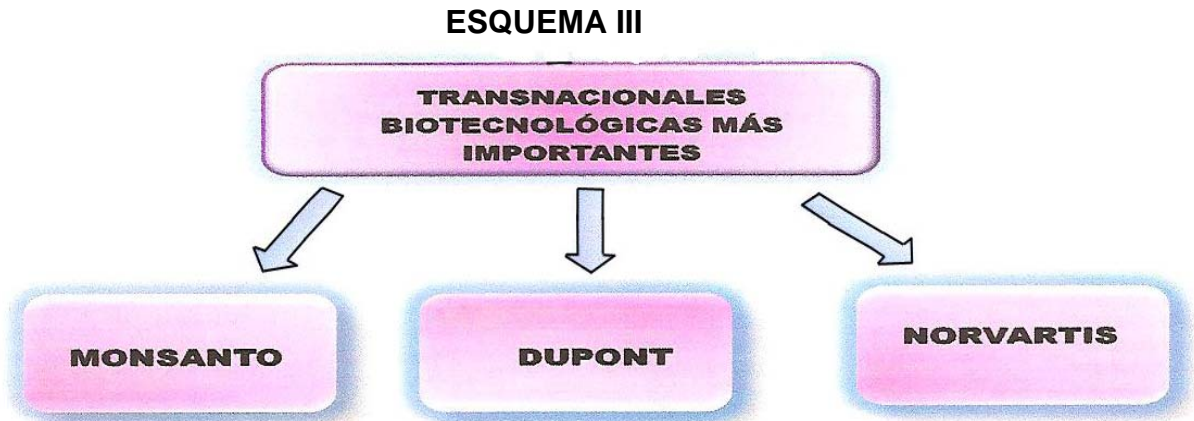 ESQUEMA III
TRANSNACIONALES
BIOTECNOLÓGICAS MÁS
IMPORTANTES
MONSANTO
DUPONT
NORVARTIS